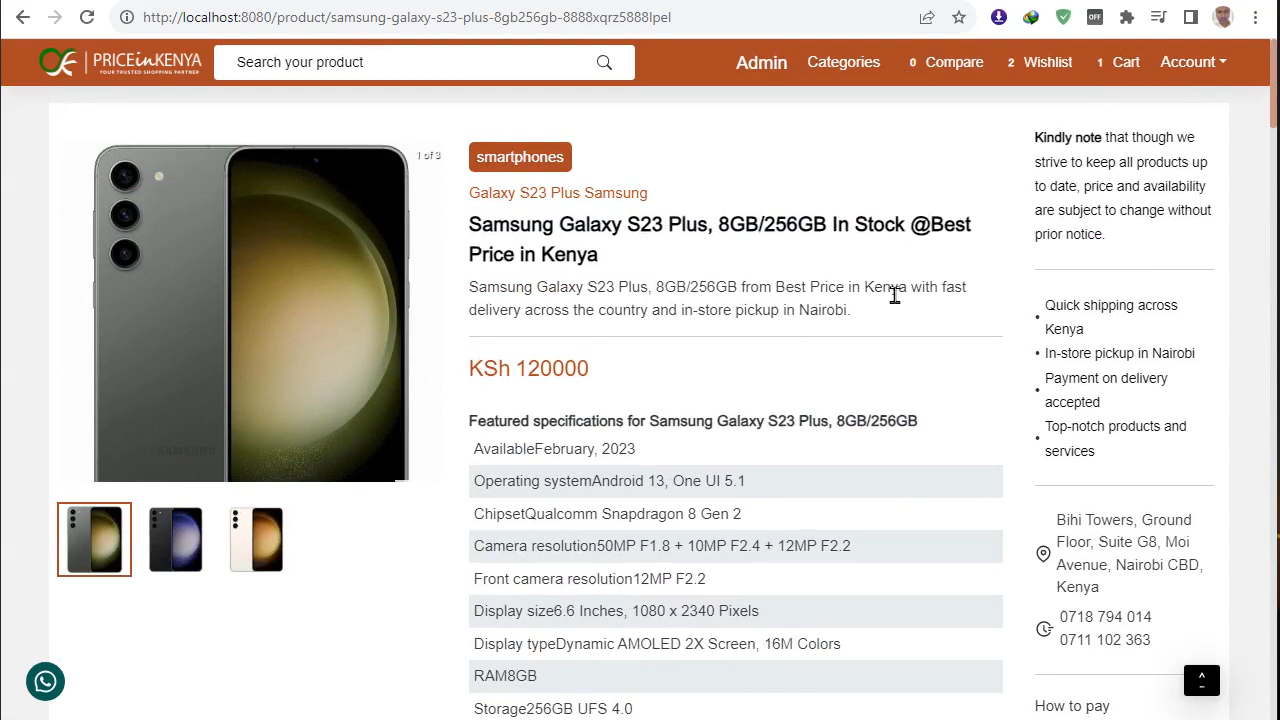 http://localhost:8080/product/samsung-galaxy-s23-plus-8gb256gb-8888xqrz5888lpel
OFF
PRICEinKENYA
YOUR TRUSTED SHOPPING PARTNER
Search your product
Admin
Categories
0 Compare
2 Wishlist
1 Cart
Account
1 of 3
SAMSUNG
smartphones
Galaxy S23 Plus Samsung
Samsung Galaxy S23 Plus, 8GB/256GB In Stock @Best
Price in Kenya
Samsung Galaxy S23 Plus, 8GB/256GB from Best Price in Kenya with fast
delivery across the country and in-store pickup in Nairobi.
KSh 120000
Featured specifications for Samsung Galaxy S23 Plus, 8GB/256GB
AvailableFebruary, 2023
Operating systemAndroid 13, One UI 5.1
ChipsetQualcomm Snapdragon 8 Gen 2
Camera resolution50MP F1.8 + 10MP F2.4 + 12MP F2.2
Front camera resolution12MP F2.2
Display size6.6 Inches, 1080 x 2340 Pixels
Display typeDynamic AMOLED 2X Screen, 16M Colors
RAM8GB
Storage256GB UFS 4.0
Kindly note that though we
strive to keep all products up
to date, price and availability
are subject to change without
prior notice.
Quick shipping across
Kenya
In-store pickup in Nairobi
Payment on delivery
accepted
Top-notch products and
services
Bihi Towers, Ground
Floor, Suite G8, Moi
Avenue, Nairobi CBD,
Kenya
0718 794 014
0711 102 363
How to pay